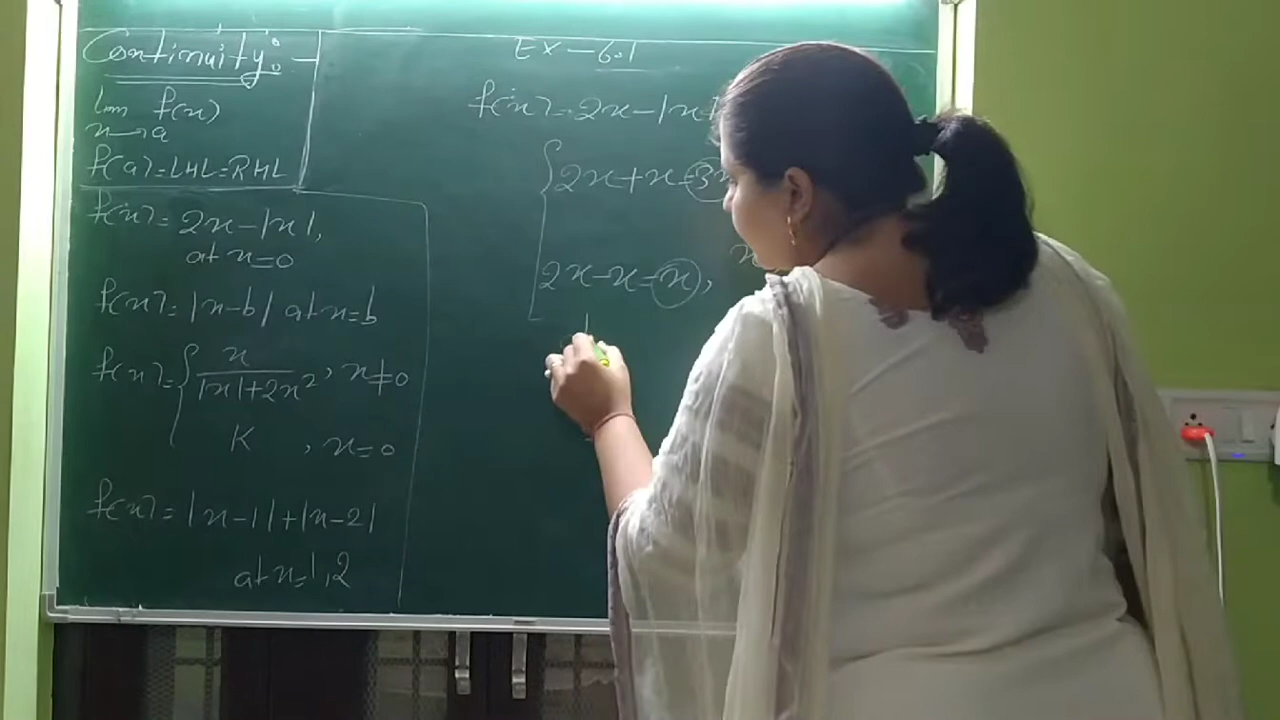 Continuity:-
lim f(x)
x→a
f(a)=LHL=RHL
f(x)=2x-|x|,
at x=0
f(x)=|x-b| at x=b
f(x)={ x/(|x|+2x²), x≠0
K, x=0
f(x)=|x-1|+|x-2|
at x=1,2
EX-6.1
f(x)=2x-|x|
{2x+x=3x
x
2x-x=x,